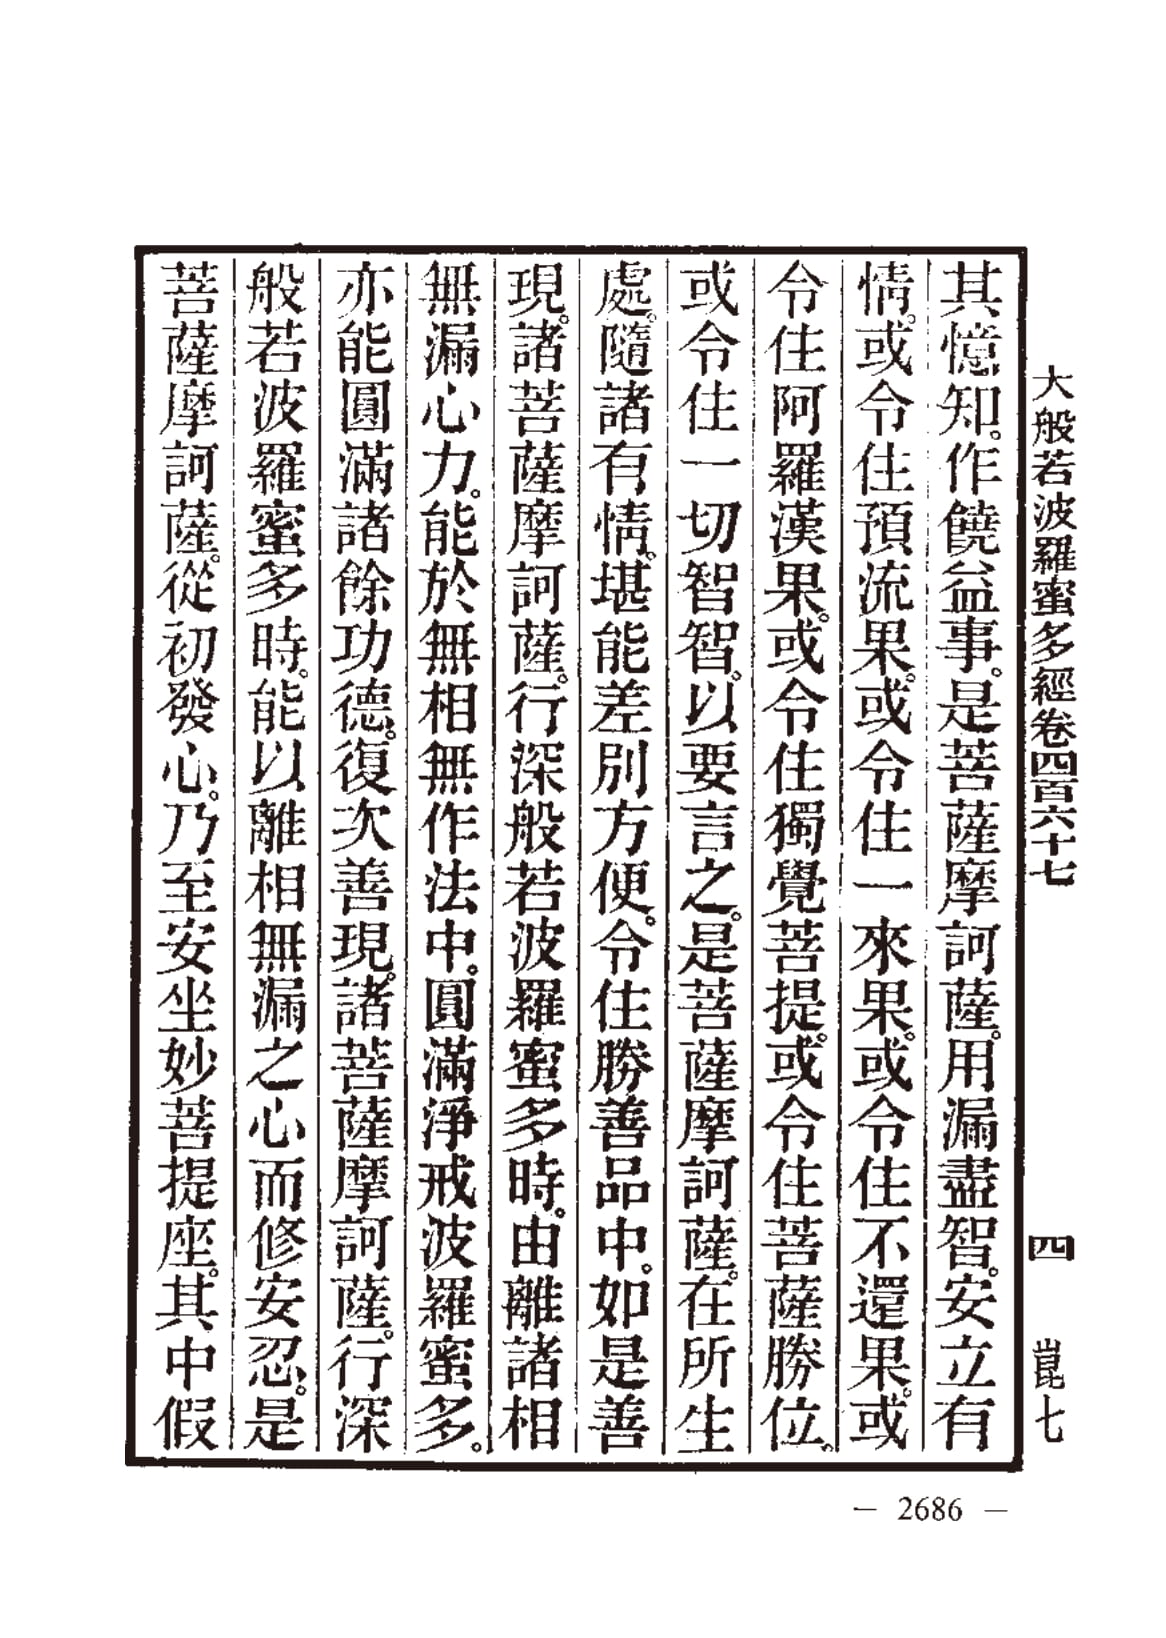 大般若波羅蜜多經卷四百六十七　四　崑七
其憶知。作饒益事。是菩薩摩訶薩。用漏盡智。安立有
情。或令住預流果。或令住一來果。或令住不還果。或
令住阿羅漢果。或令住獨覺菩提。或令住菩薩勝位。
或令住一切智智。以要言之。是菩薩摩訶薩。在所生
處。隨諸有情。堪能差別方便。令住勝善品中。如是善
現。諸菩薩摩訶薩。行深般若波羅蜜多時。由離諸相
無漏心力。能於無相無作法中。圓滿淨戒波羅蜜多。
亦能圓滿諸餘功德。復次善現。諸菩薩摩訶薩。行深
般若波羅蜜多時。能以離相無漏之心而修安忍。是
菩薩摩訶薩。從初發心。乃至安坐妙菩提座。其中假
— 2686 —